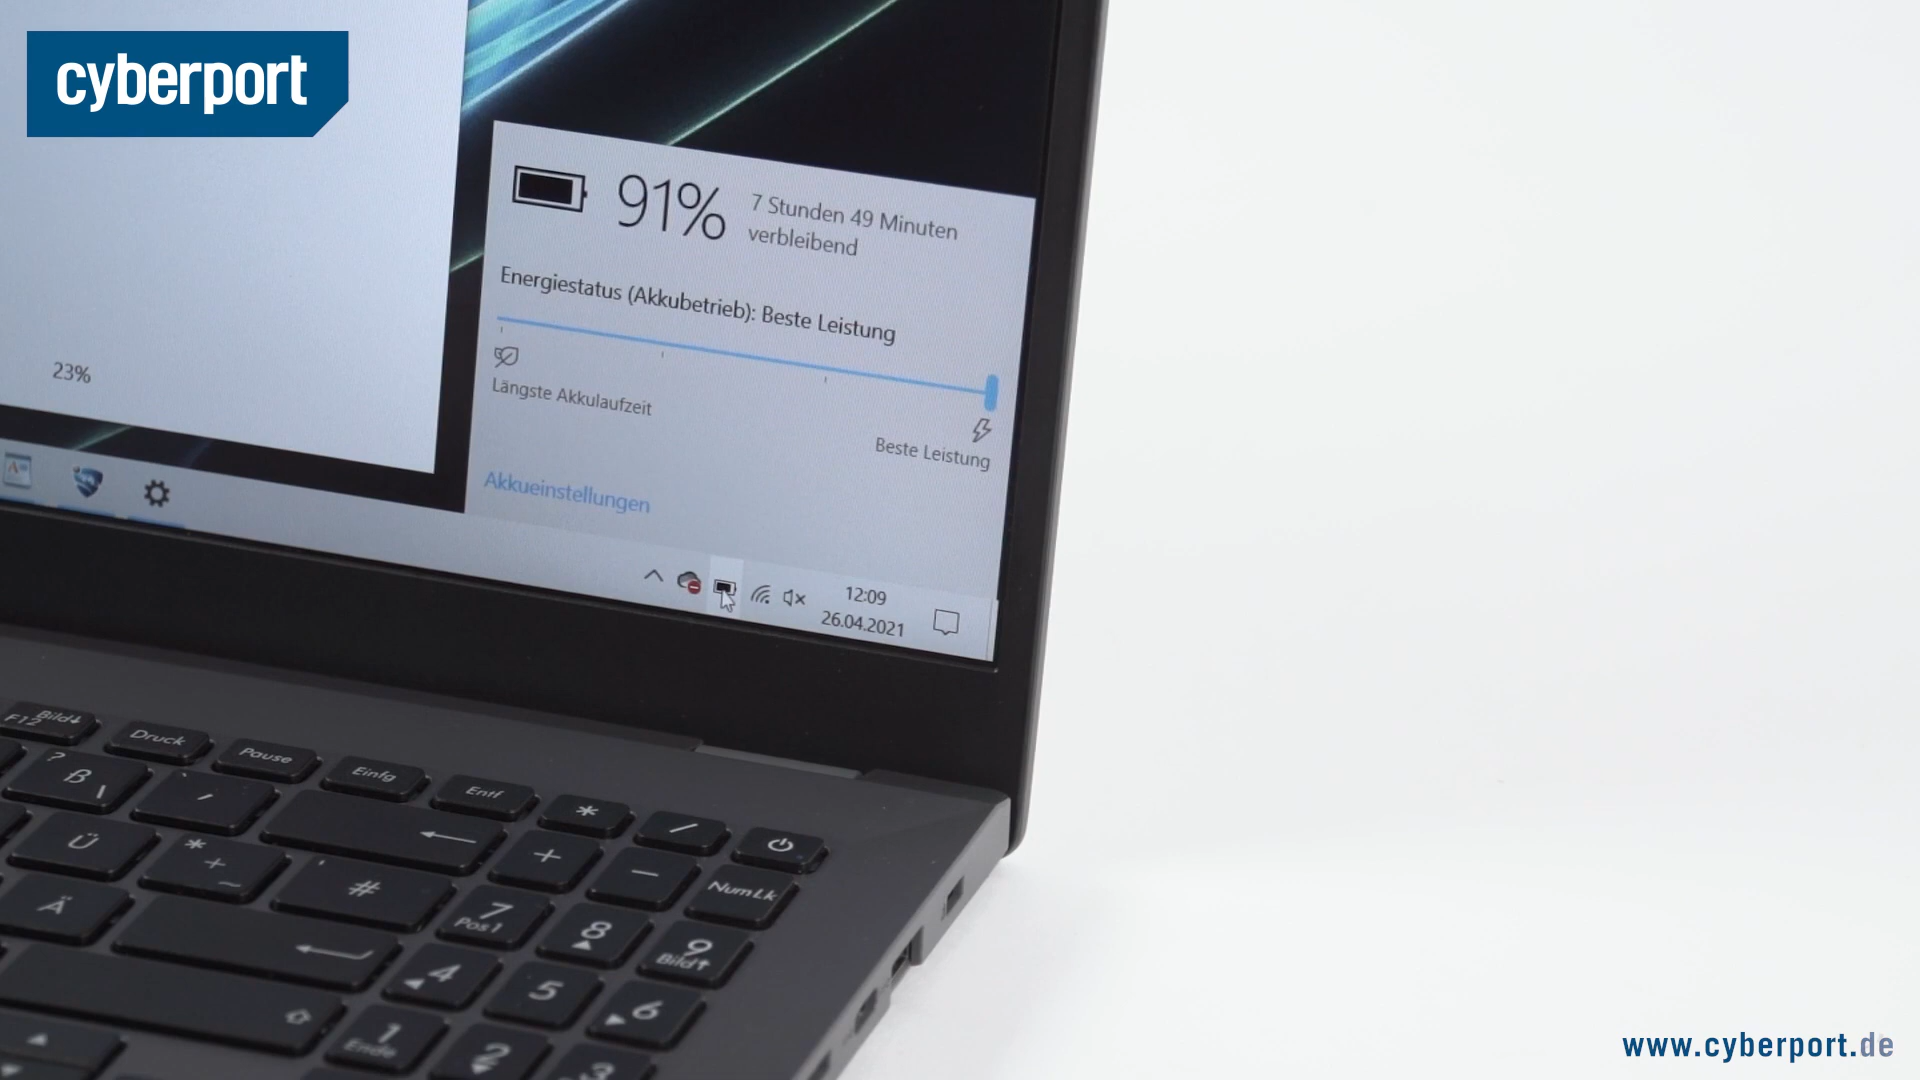 cyberport
91%
7 Stunden 49 Minuten
verbleibend
Energiestatus (Akkubetrieb): Beste Leistung
Längste Akkulaufzeit
Beste Leistung
23%
Akkueinstellungen
12:09
26.04.2021
F12 Bild↓
Druck
Pause
Einfg
Entf
* /
? ß \
+ -
NumLk
Ü
* + ~
' #
7 Pos1
8
9 Bild↑
Ä
4
5
6
1 Ende
2
3
www.cyberport.de